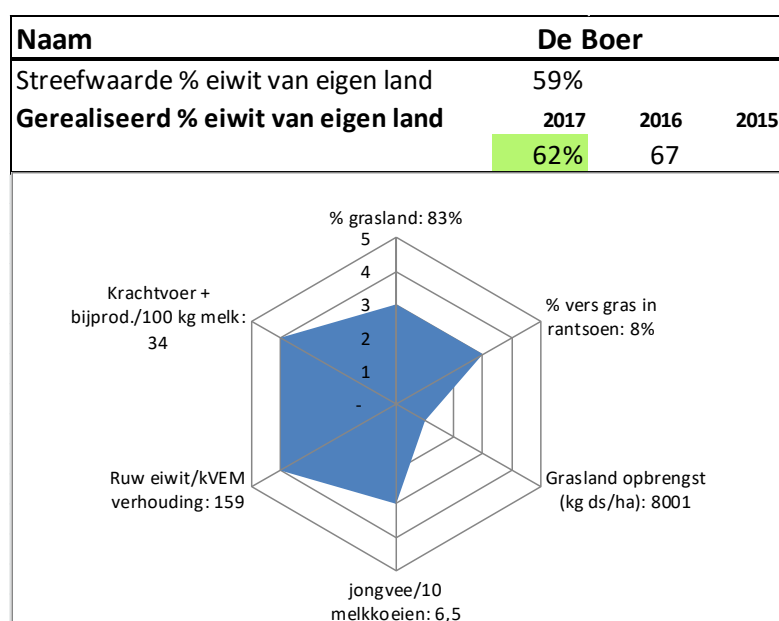 Naam De Boer
Streefwaarde % eiwit van eigen land 59%
Gerealiseerd % eiwit van eigen land 2017 2016 2015
62% 67
% grasland: 83%
5
4
3
2
1
-
% vers gras in
rantsoen: 8%
Grasland opbrengst
(kg ds/ha): 8001
jongvee/10
melkkoeien: 6,5
Ruw eiwit/kVEM
verhouding: 159
Krachtvoer +
bijprod./100 kg melk:
34